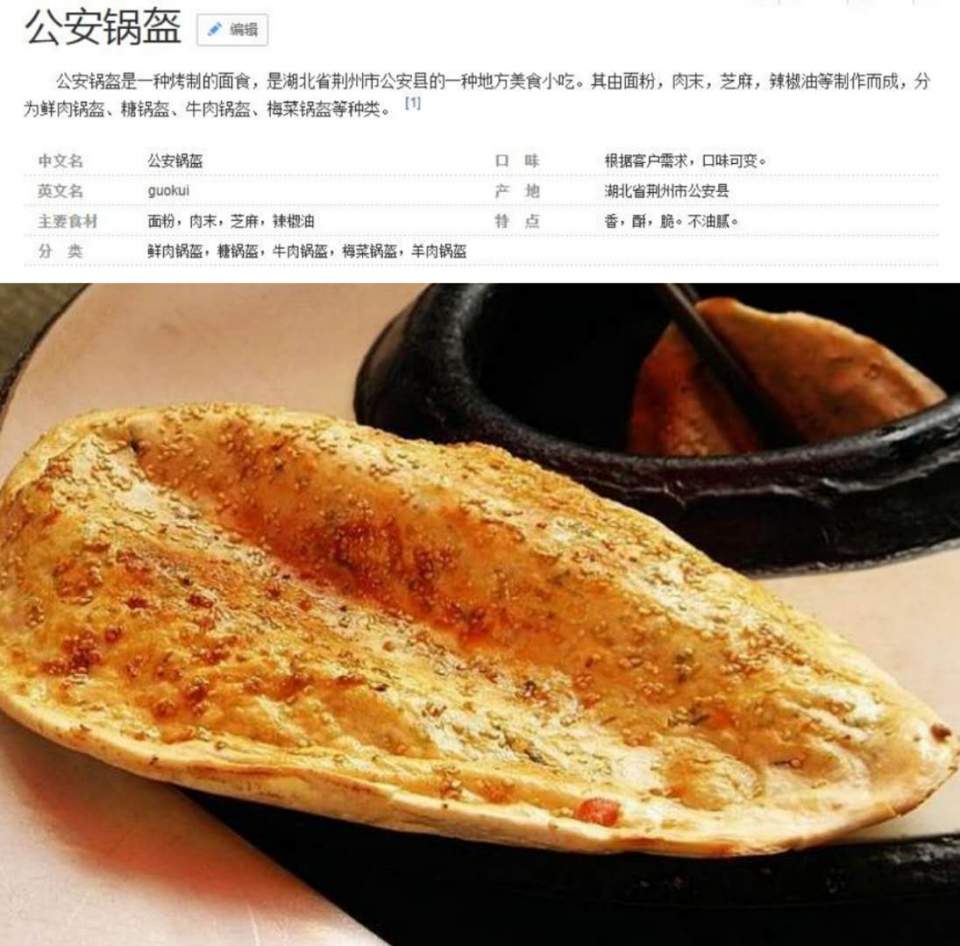 公安锅盔 编辑
公安锅盔是一种烤制的面食，是湖北省荆州市公安县的一种地方美食小吃。其由面粉，肉末，芝麻，辣椒油等制作而成，分
为鲜肉锅盔、糖锅盔、牛肉锅盔、梅菜锅盔等种类。 [1]
中文名 公安锅盔 口味 根据客户需求，口味可变。
英文名 guokui 产地 湖北省荆州市公安县
主要食材 面粉，肉末，芝麻，辣椒油 特点 香，酥，脆。不油腻。
分类 鲜肉锅盔，糖锅盔，牛肉锅盔，梅菜锅盔，羊肉锅盔